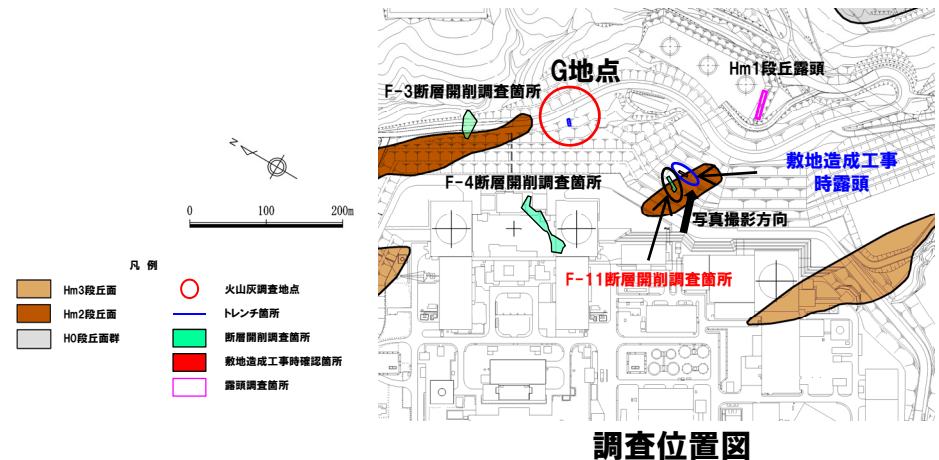 N
0 100 200m
凡 例
Hm3段丘面
Hm2段丘面
H0段丘面群
火山灰調査地点
トレンチ箇所
断層開削調査箇所
敷地造成工事時確認箇所
露頭調査箇所
G地点
Hm1段丘露頭
F-3断層開削調査箇所
敷地造成工事
時露頭
F-4断層開削調査箇所
写真撮影方向
F-11断層開削調査箇所
調査位置図